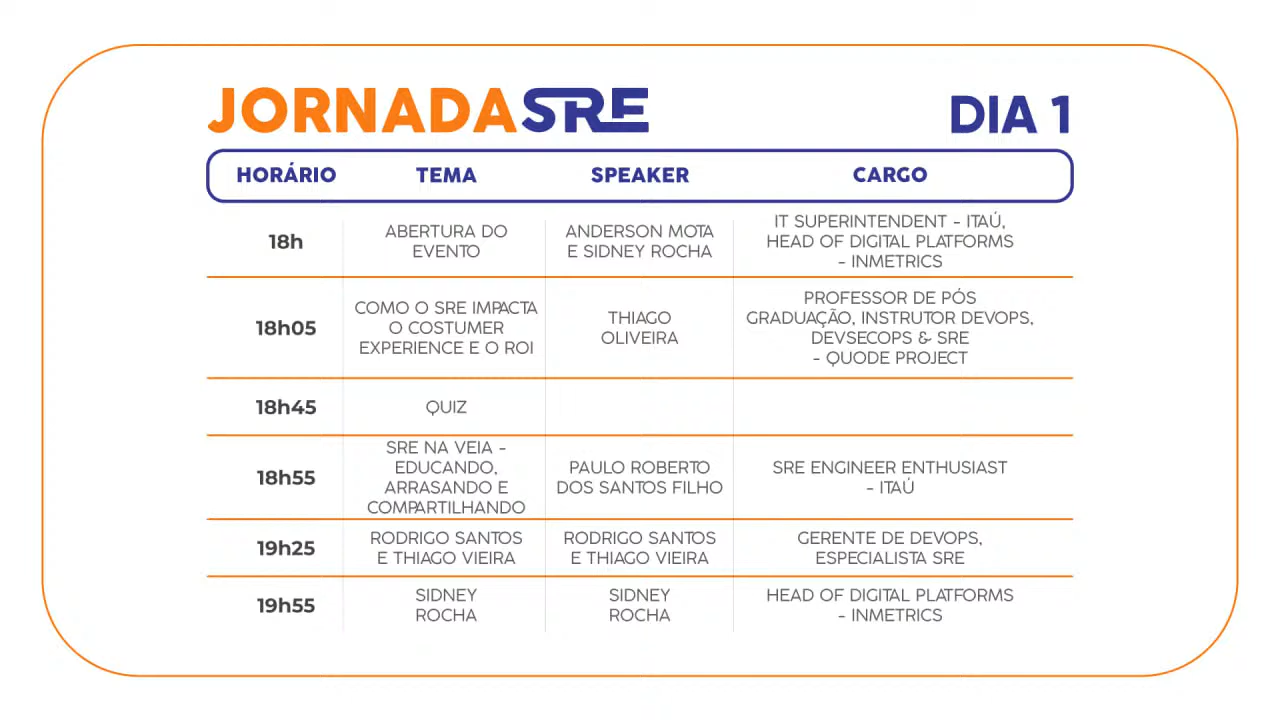 JORNADASRE
DIA 1
HORÁRIO
TEMA
SPEAKER
CARGO
18h
ABERTURA DO
EVENTO
ANDERSON MOTA
E SIDNEY ROCHA
IT SUPERINTENDENT - ITAÚ,
HEAD OF DIGITAL PLATFORMS
- INMETRICS
18h05
COMO O SRE IMPACTA
O COSTUMER
EXPERIENCE E O ROI
THIAGO
OLIVEIRA
PROFESSOR DE PÓS
GRADUAÇÃO, INSTRUTOR DEVOPS,
DEVSECOPS & SRE
- QUODE PROJECT
18h45
QUIZ
18h55
SRE NA VEIA -
EDUCANDO,
ARRASANDO E
COMPARTILHANDO
PAULO ROBERTO
DOS SANTOS FILHO
SRE ENGINEER ENTHUSIAST
- ITAÚ
19h25
RODRIGO SANTOS
E THIAGO VIEIRA
RODRIGO SANTOS
E THIAGO VIEIRA
GERENTE DE DEVOPS,
ESPECIALISTA SRE
19h55
SIDNEY
ROCHA
SIDNEY
ROCHA
HEAD OF DIGITAL PLATFORMS
- INMETRICS